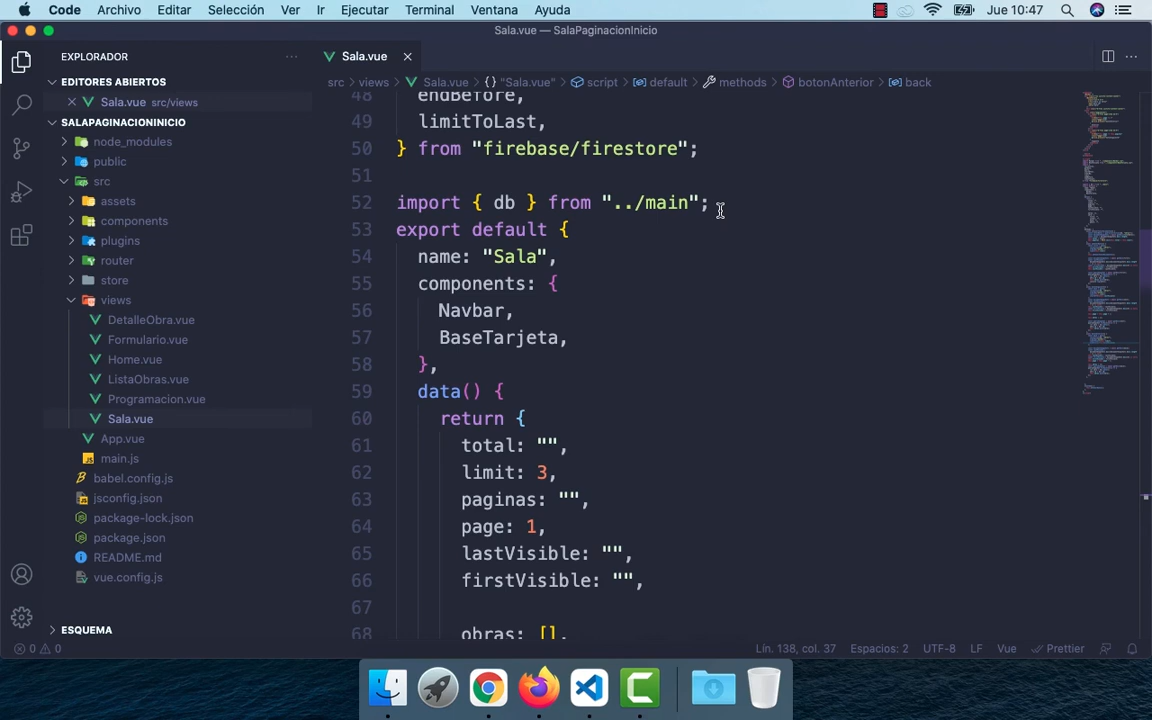 Code Archivo Editar Selección Ver Ir Ejecutar Terminal Ventana Ayuda Jue 10:47
Sala.vue — SalaPaginacionInicio
EXPLORADOR
Sala.vue
EDITORES ABIERTOS
Sala.vue src/views
src views Sala.vue {} "Sala.vue" script default methods botonAnterior back
SALAPAGINACIONINICIO
node_modules
public
src
assets
components
plugins
router
store
views
DetalleObra.vue
Formulario.vue
Home.vue
ListaObras.vue
Programacion.vue
Sala.vue
App.vue
main.js
babel.config.js
jsconfig.json
package-lock.json
package.json
README.md
vue.config.js
ESQUEMA
48 endBefore,
49 limitToLast,
50 } from "firebase/firestore";
51
52 import { db } from "../main";
53 export default {
54 name: "Sala",
55 components: {
56 Navbar,
57 BaseTarjeta,
58 },
59 data() {
60 return {
61 total: "",
62 limit: 3,
63 paginas: "",
64 page: 1,
65 lastVisible: "",
66 firstVisible: "",
67
68 obras: [],
0 0 Lín. 138, col. 37 Espacios: 2 UTF-8 LF Vue Prettier